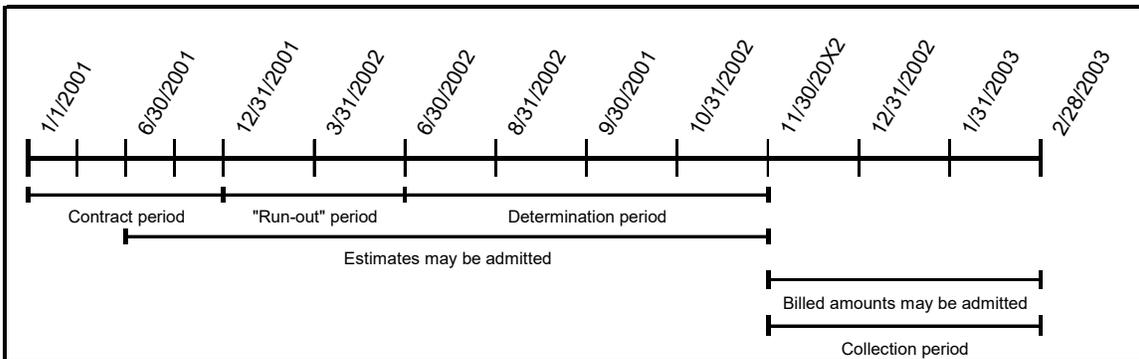 1/1/2001
6/30/2001
12/31/2001
3/31/2002
6/30/2002
8/31/2002
9/30/2001
10/31/2002
11/30/20X2
12/31/2002
1/31/2003
2/28/2003
Contract period
"Run-out" period
Determination period
Estimates may be admitted
Billed amounts may be admitted
Collection period